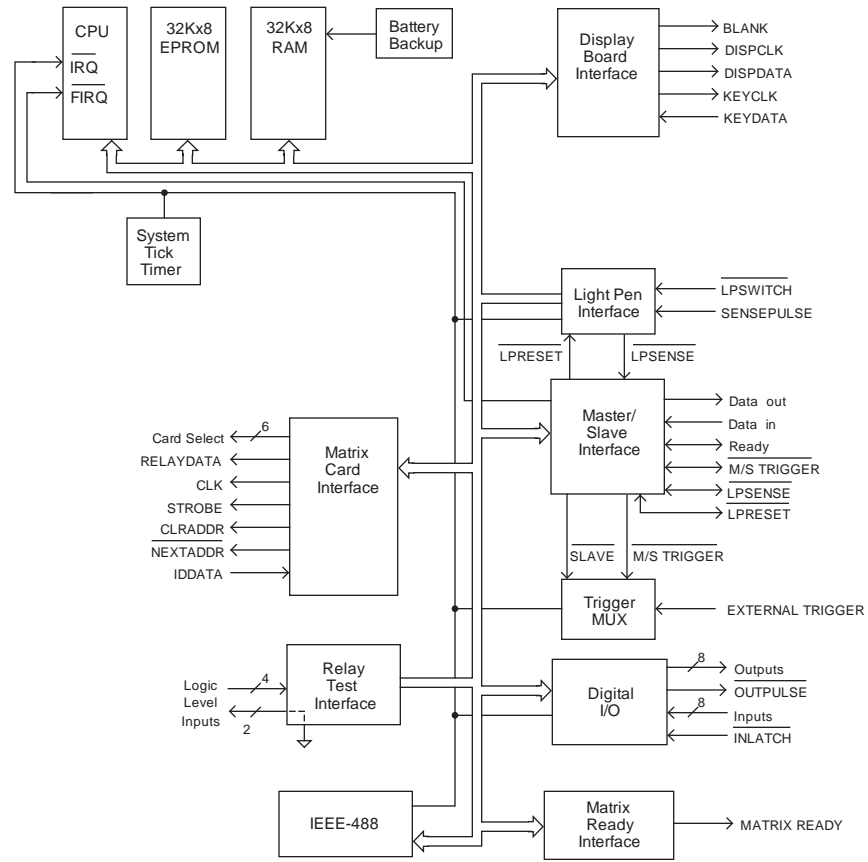 CPU
IRQ
FIRQ
32Kx8
EPROM
32Kx8
RAM
Battery
Backup
Display
Board
Interface
BLANK
DISPCLK
DISPDATA
KEYCLK
KEYDATA
System
Tick
Timer
Light Pen
Interface
LPSWITCH
SENSEPULSE
LPRESET
LPSENSE
Master/
Slave
Interface
Data out
Data in
Ready
M/S TRIGGER
LPSENSE
LPRESET
Card Select
6
RELAYDATA
CLK
STROBE
CLRADDR
NEXTADDR
IDDATA
Matrix
Card
Interface
SLAVE
M/S TRIGGER
Trigger
MUX
EXTERNAL TRIGGER
Logic
Level
Inputs
4
2
Relay
Test
Interface
Digital
I/O
8
Outputs
OUTPULSE
8
Inputs
INLATCH
IEEE-488
Matrix
Ready
Interface
MATRIX READY